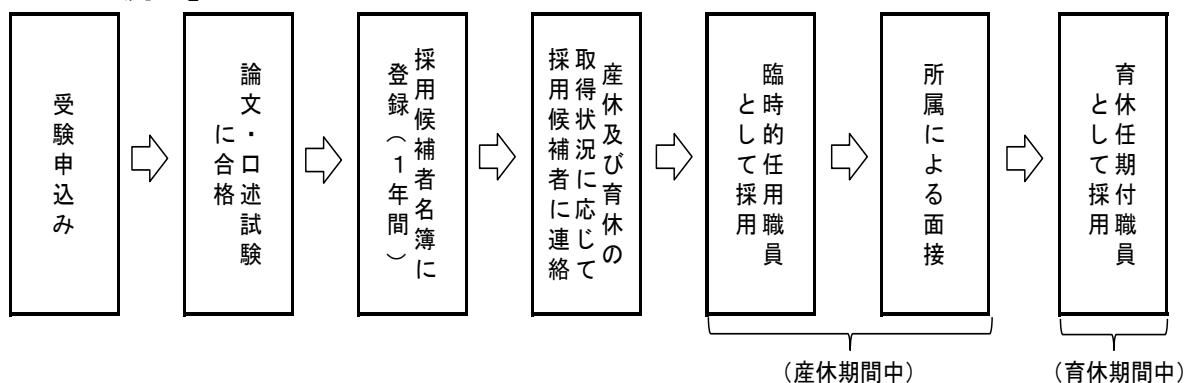 受験申込み
論文・口述試験
に合格
採用候補者名簿に
登録（１年間）
産休及び育休の
取得状況に応じて
採用候補者に連絡
臨時的任用職員
として採用
所属による面接
育休任期付職員
として採用
（産休期間中）
（育休期間中）